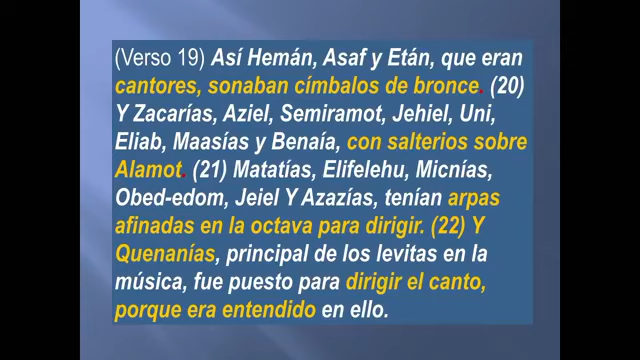 (Verso 19) Así Hemán, Asaf y Etán, que eran
cantores, sonaban címbalos de bronce. (20)
Y Zacarías, Aziel, Semiramot, Jehiel, Uni,
Eliab, Maasías y Benaía, con salterios sobre
Alamot. (21) Matatías, Elifelehu, Micnías,
Obed-edom, Jeiel Y Azazías, tenían arpas
afinadas en la octava para dirigir. (22) Y
Quenanías, principal de los levitas en la
música, fue puesto para dirigir el canto,
porque era entendido en ello.